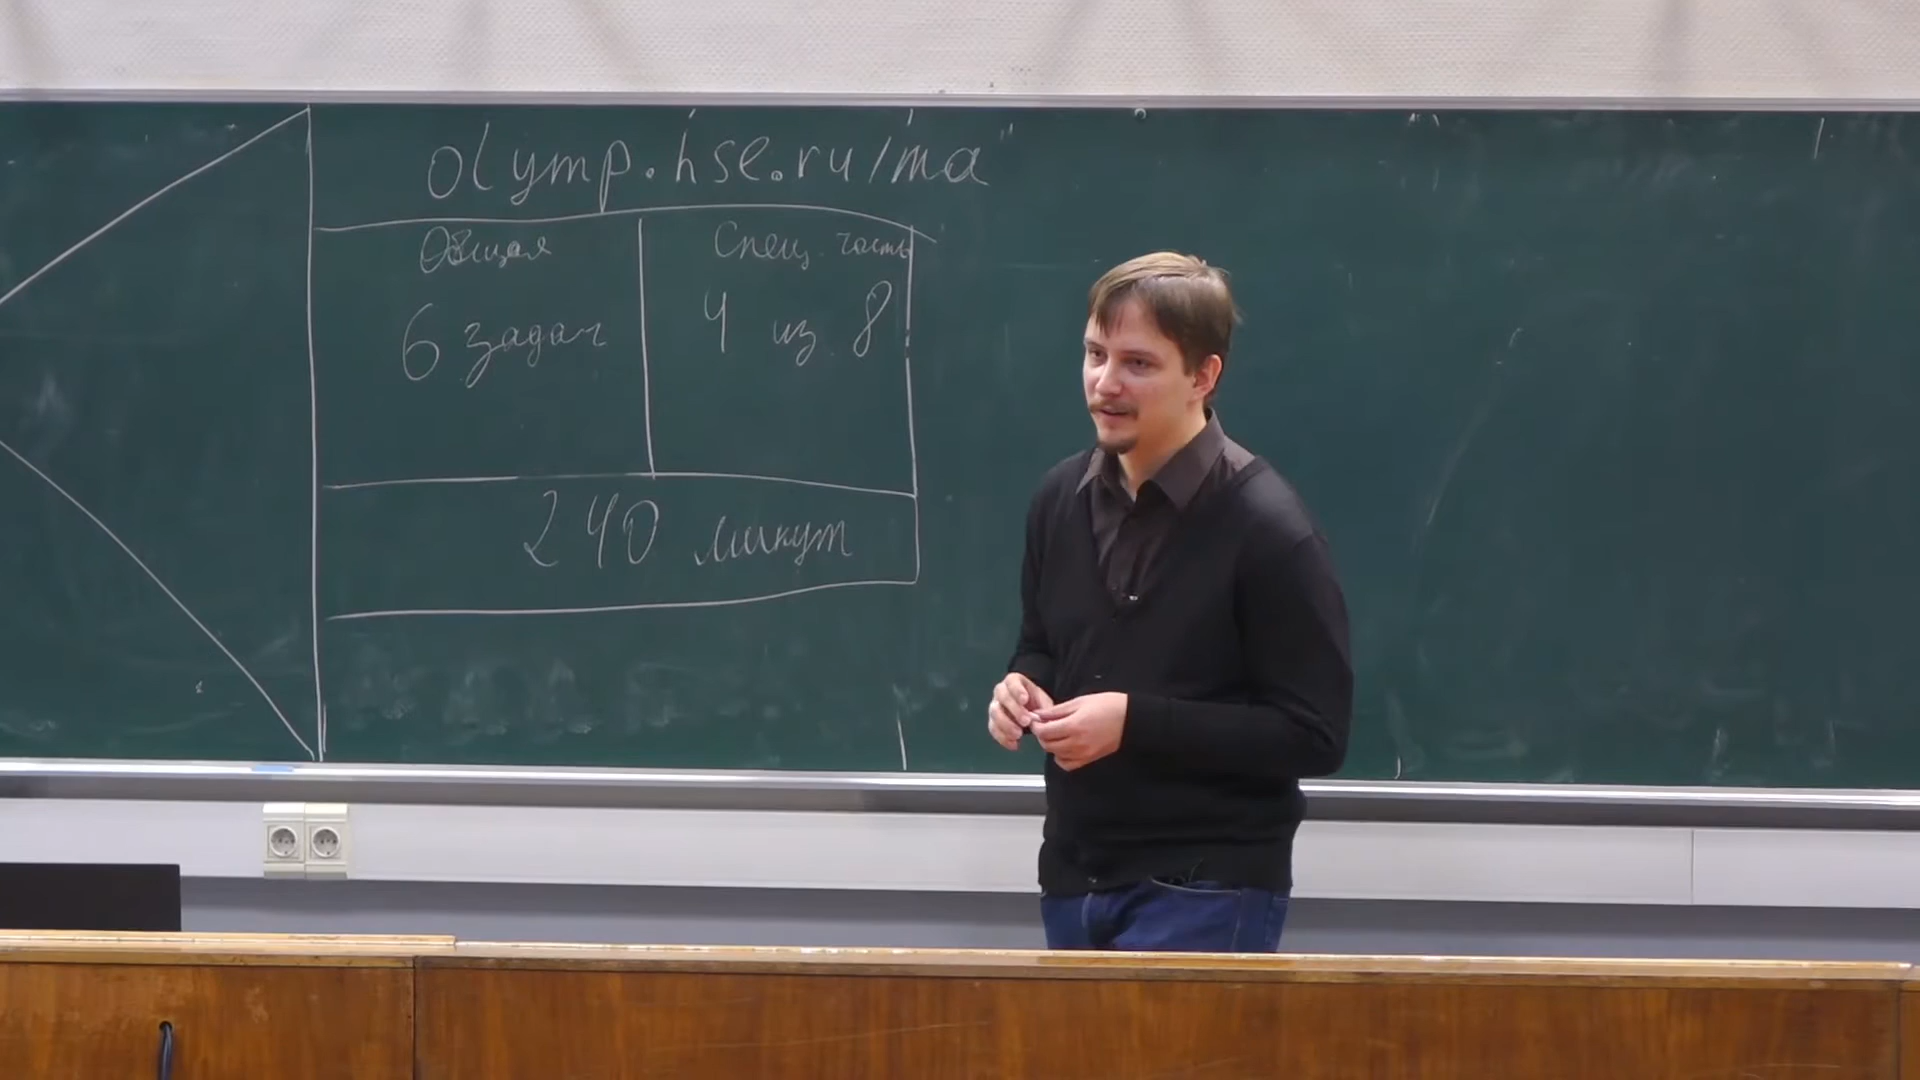 olymp.hse.ru/ma
Общая
Спец. часть
6 задач
4 из 8
240 минут